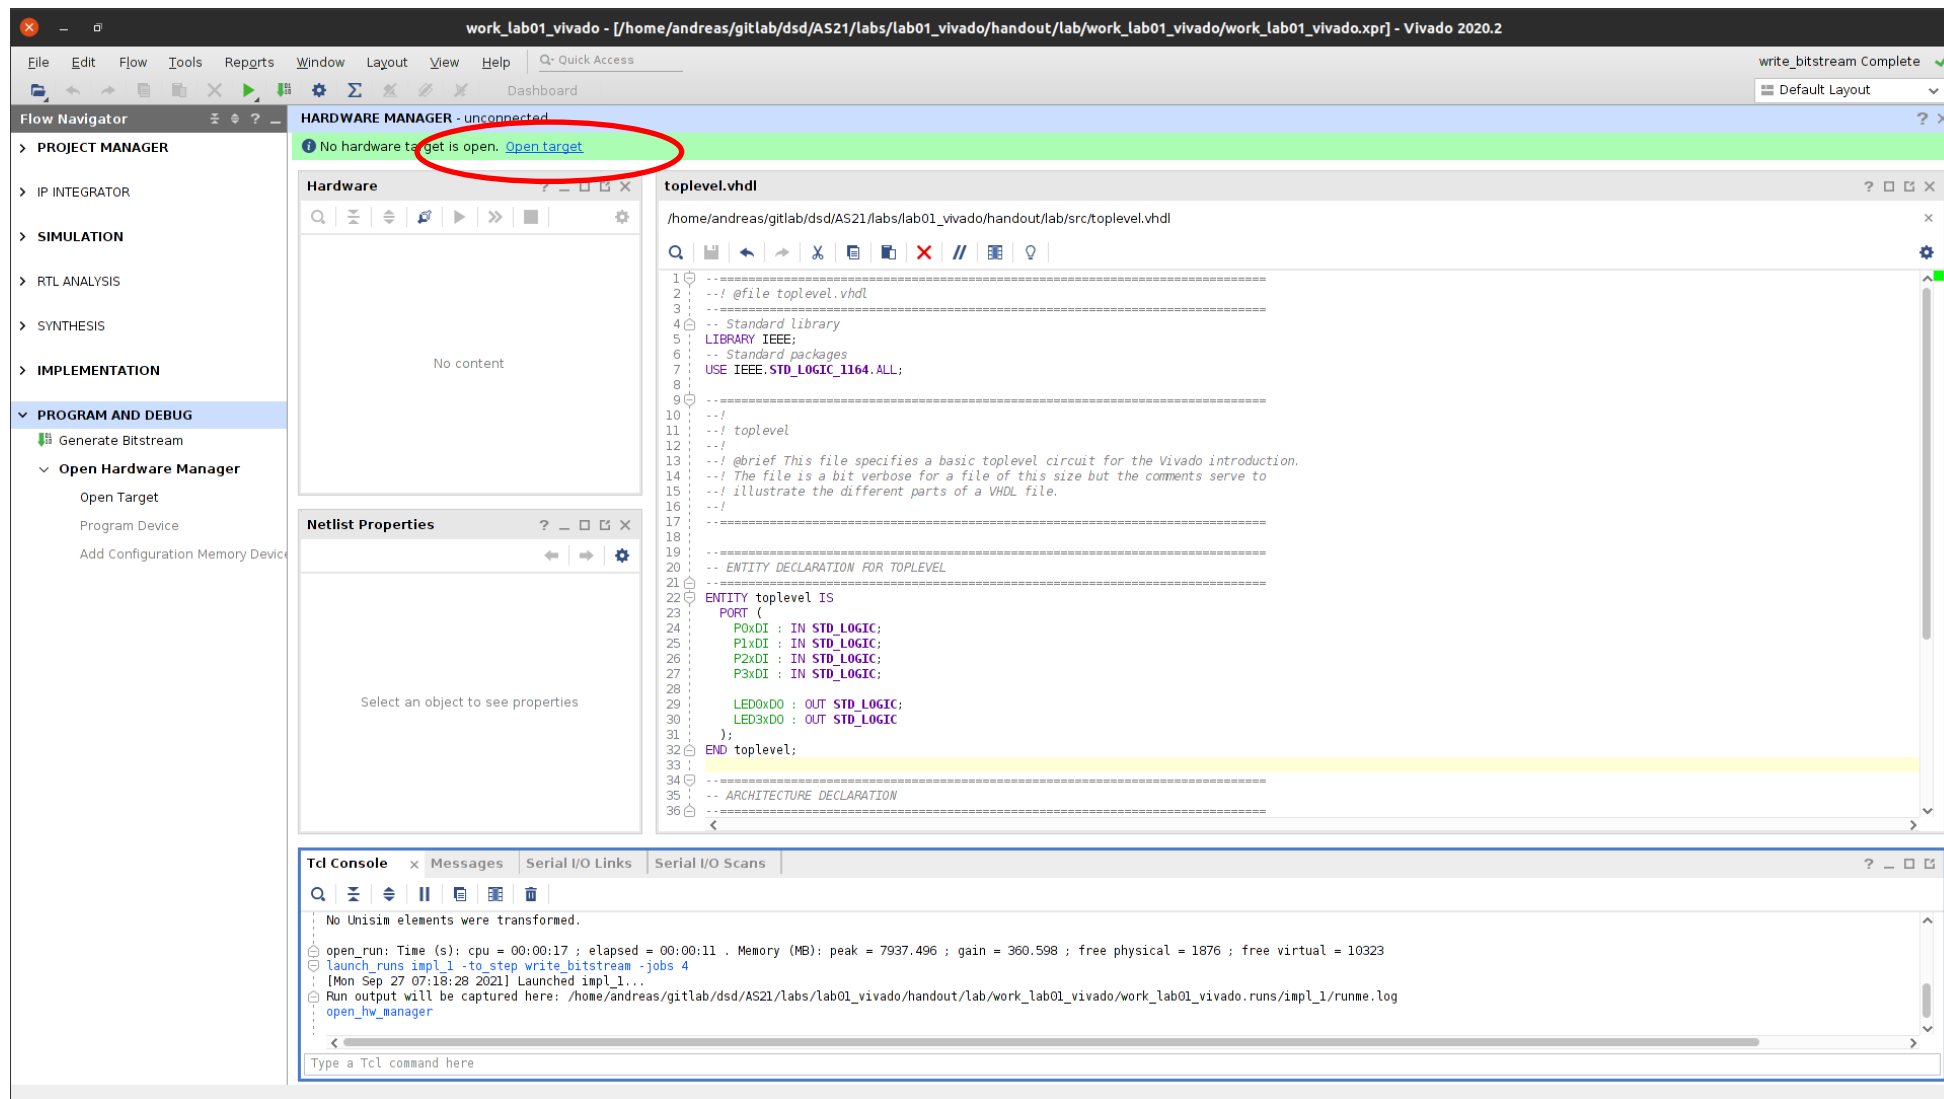 work_lab01_vivado - [/home/andreas/gitlab/dsd/AS21/labs/lab01_vivado/handout/lab/work_lab01_vivado/work_lab01_vivado.xpr] - Vivado 2020.2
File Edit Flow Tools Reports Window Layout View Help Quick Access
write_bitstream Complete
Dashboard
Default Layout
Flow Navigator
HARDWARE MANAGER - unconnected
No hardware target is open. Open target
PROJECT MANAGER
IP INTEGRATOR
SIMULATION
RTL ANALYSIS
SYNTHESIS
IMPLEMENTATION
PROGRAM AND DEBUG
Generate Bitstream
Open Hardware Manager
Open Target
Program Device
Add Configuration Memory Device
Hardware
No content
Netlist Properties
Select an object to see properties
toplevel.vhdl
/home/andreas/gitlab/dsd/AS21/labs/lab01_vivado/handout/lab/src/toplevel.vhdl
1 --=============================================================================
2 --! @file toplevel.vhdl
3 --=============================================================================
4 -- Standard library
5 LIBRARY IEEE;
6 -- Standard packages
7 USE IEEE.STD_LOGIC_1164.ALL;
8
9 --=============================================================================
10 --!
11 --! toplevel
12 --!
13 --! @brief This file specifies a basic toplevel circuit for the Vivado introduction.
14 --! The file is a bit verbose for a file of this size but the comments serve to
15 --! illustrate the different parts of a VHDL file.
16 --!
17 --=============================================================================
18
19 --=============================================================================
20 -- ENTITY DECLARATION FOR TOPLEVEL
21 --=============================================================================
22 ENTITY toplevel IS
23 PORT (
24 P0xDI : IN STD_LOGIC;
25 P1xDI : IN STD_LOGIC;
26 P2xDI : IN STD_LOGIC;
27 P3xDI : IN STD_LOGIC;
28
29 LED0xDO : OUT STD_LOGIC;
30 LED3xDO : OUT STD_LOGIC
31 );
32 END toplevel;
33
34 --=============================================================================
35 -- ARCHITECTURE DECLARATION
36 --=============================================================================
Tcl Console Messages Serial I/O Links Serial I/O Scans
No Unisim elements were transformed.
open_run: Time (s): cpu = 00:00:17 ; elapsed = 00:00:11 . Memory (MB): peak = 7937.496 ; gain = 360.598 ; free physical = 1876 ; free virtual = 10323
launch_runs impl_1 -to_step write_bitstream -jobs 4
[Mon Sep 27 07:18:28 2021] Launched impl_1...
Run output will be captured here: /home/andreas/gitlab/dsd/AS21/labs/lab01_vivado/handout/lab/work_lab01_vivado/work_lab01_vivado.runs/impl_1/runme.log
open_hw_manager
Type a Tcl command here